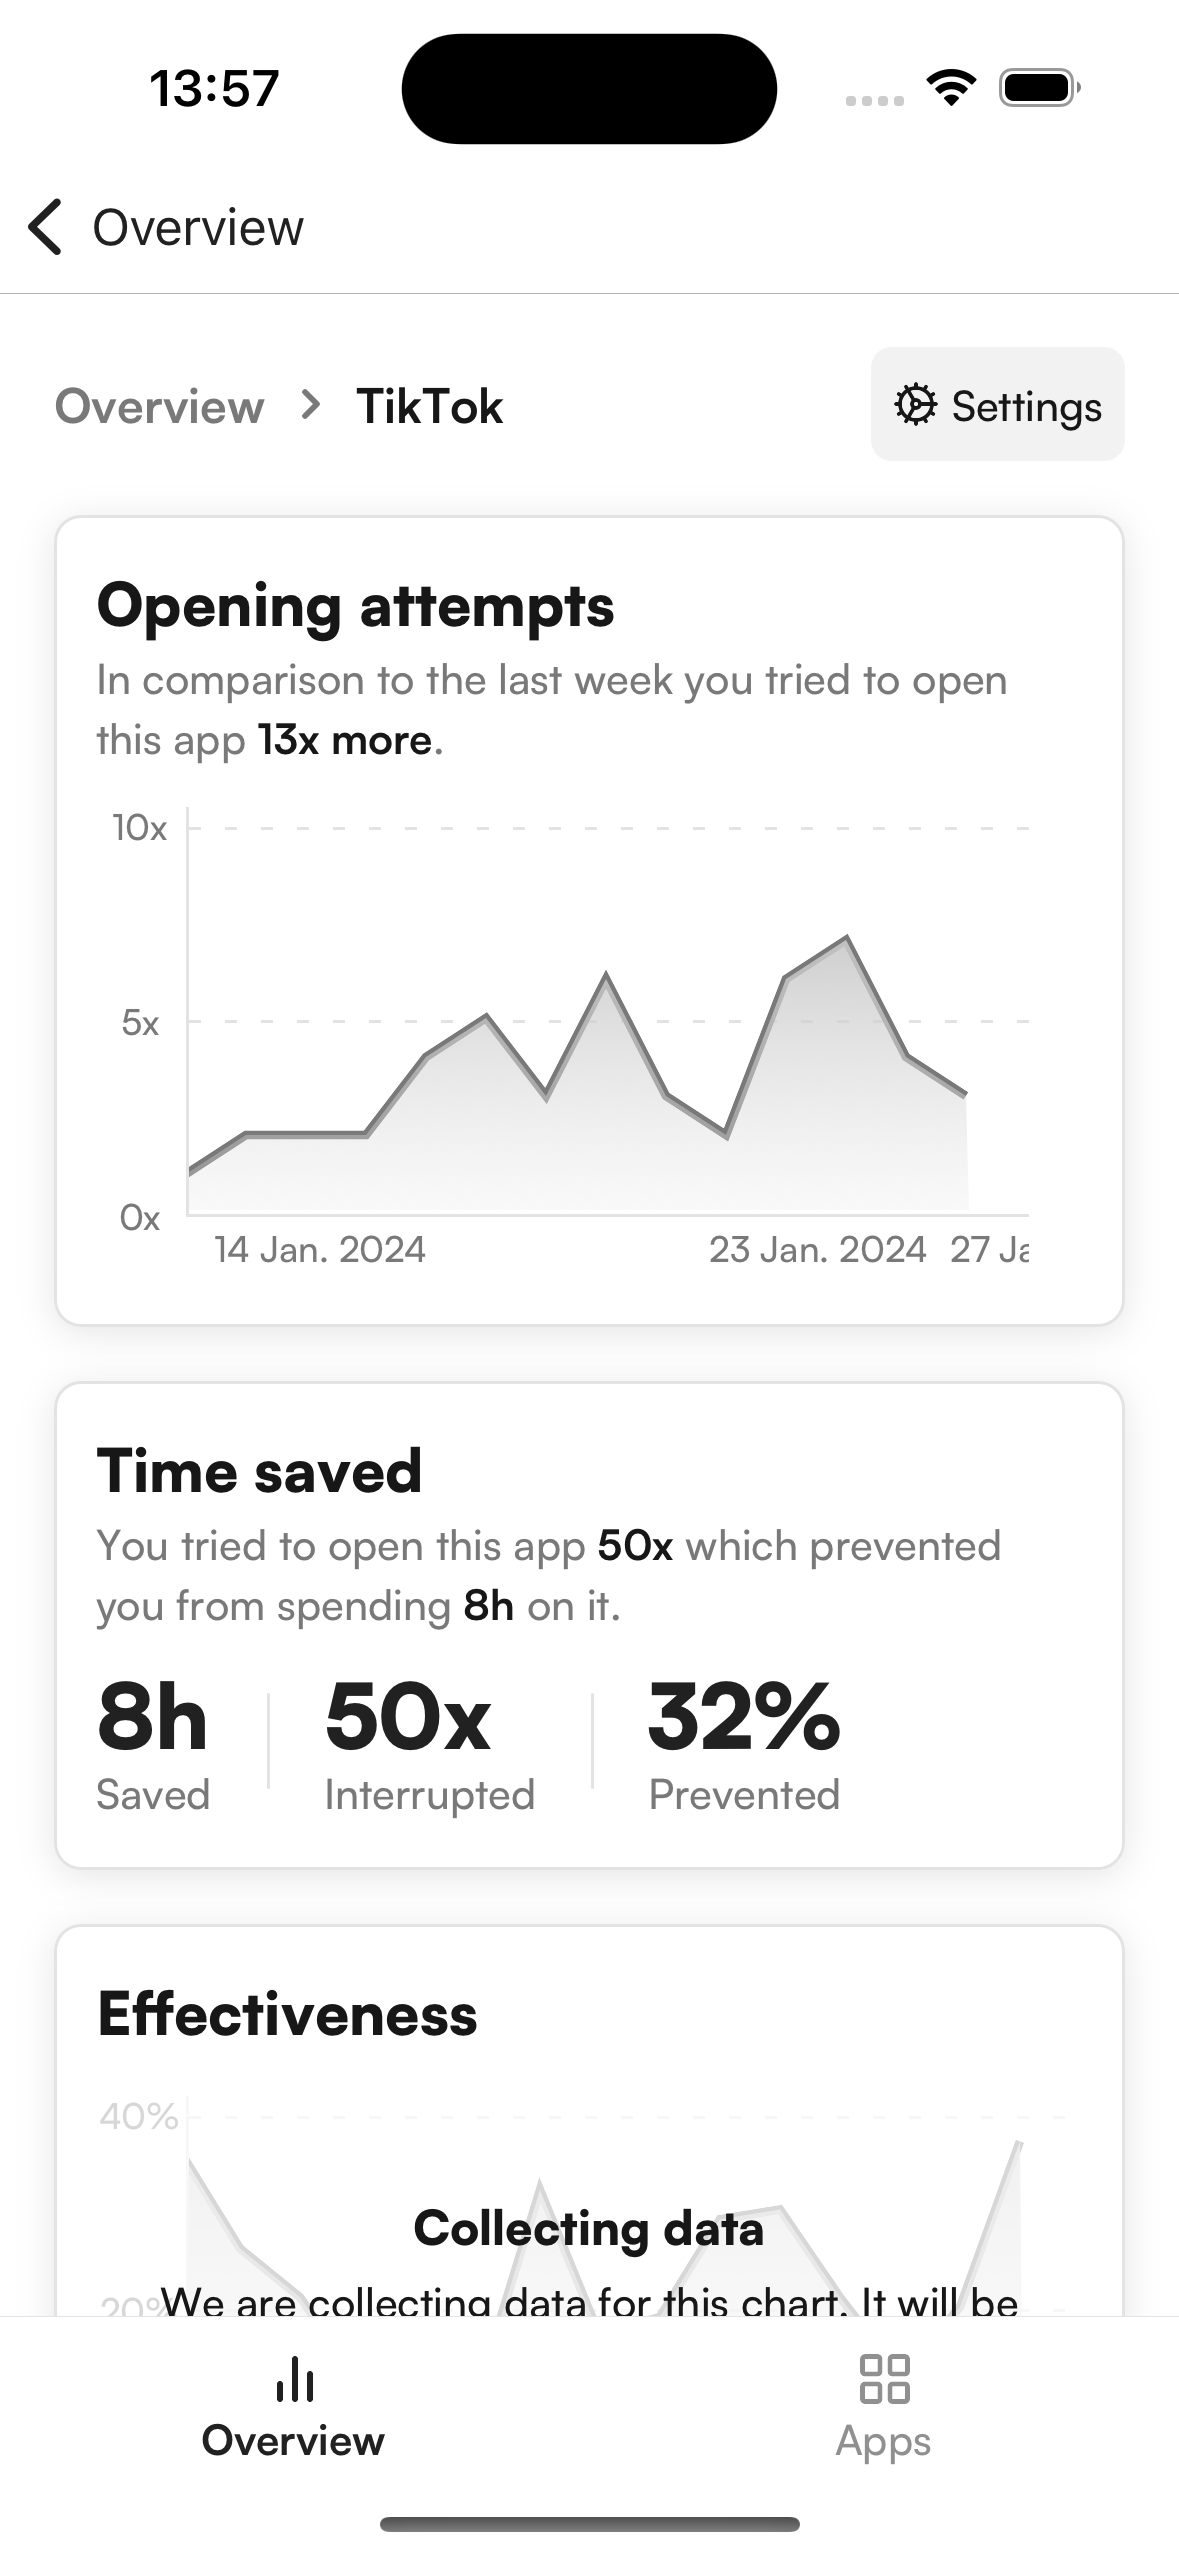 13:57
Overview
Overview > TikTok
Settings
Opening attempts
In comparison to the last week you tried to open
this app 13x more.
10x
5x
0x
14 Jan. 2024 23 Jan. 2024 27 Ja
Time saved
You tried to open this app 50x which prevented
you from spending 8h on it.
8h 50x 32%
Saved Interrupted Prevented
Effectiveness
40%
Collecting data
20%
We are collecting data for this chart. It will be
Overview Apps